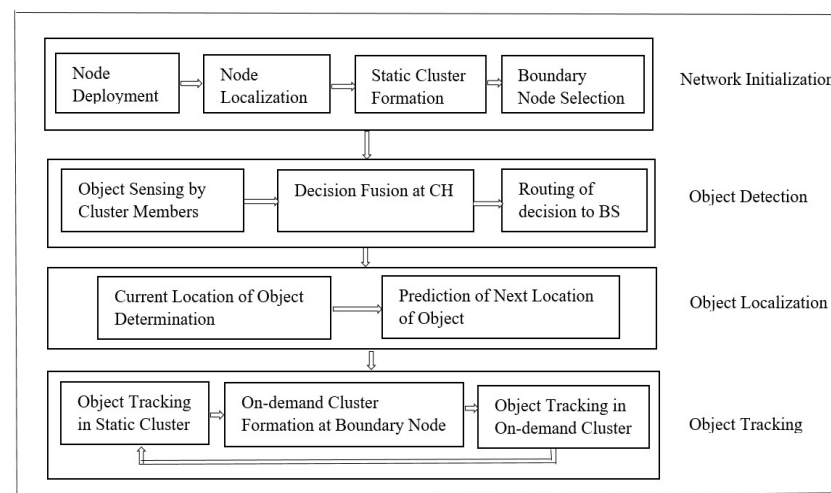 Node
Deployment
Node
Localization
Static Cluster
Formation
Boundary
Node Selection
Network Initialization
Object Sensing by
Cluster Members
Decision Fusion at CH
Routing of
decision to BS
Object Detection
Current Location of Object
Determination
Prediction of Next Location
of Object
Object Localization
Object Tracking
in Static Cluster
On-demand Cluster
Formation at Boundary Node
Object Tracking in
On-demand Cluster
Object Tracking